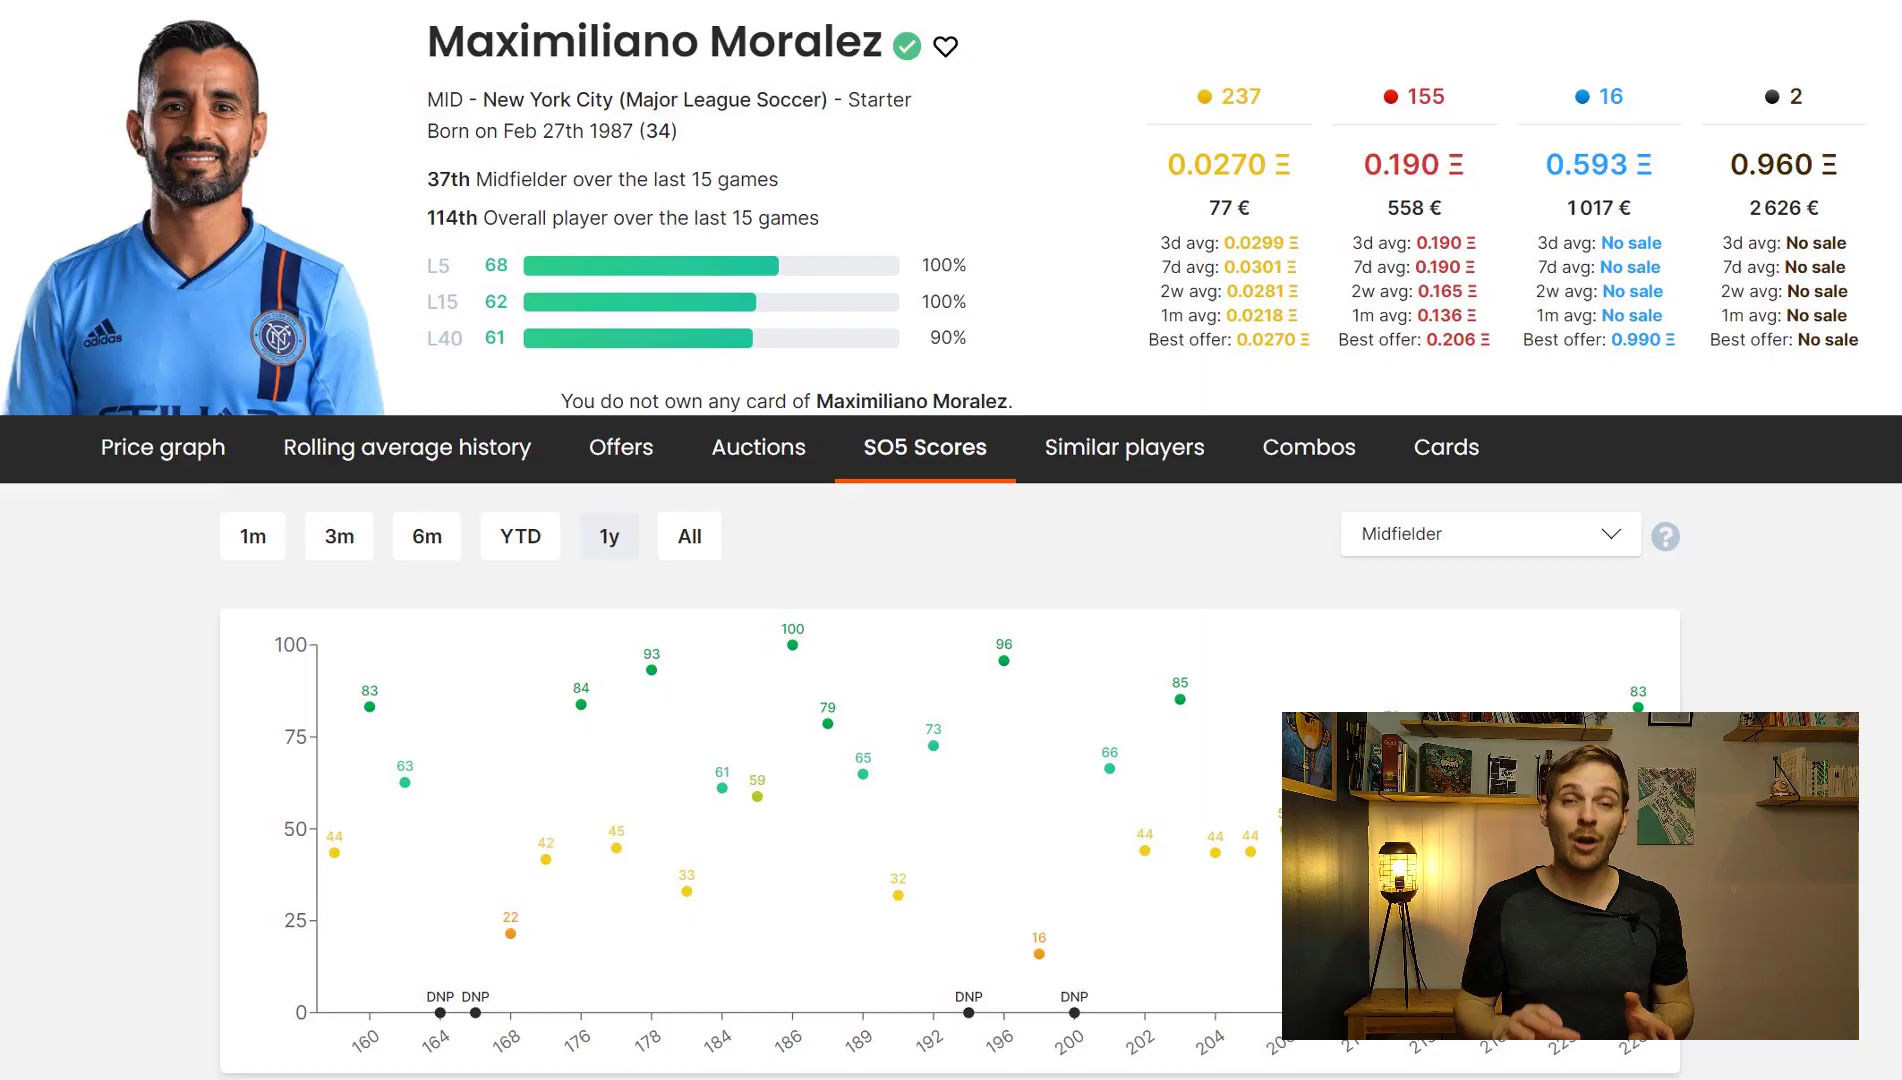 Maximiliano Moralez
MID - New York City (Major League Soccer) - Starter
Born on Feb 27th 1987 (34)
37th Midfielder over the last 15 games
114th Overall player over the last 15 games
L5 68 100%
L15 62 100%
L40 61 90%
You do not own any card of Maximiliano Moralez.
237
0.0270 Ξ
77 €
3d avg: 0.0299 Ξ
7d avg: 0.0301 Ξ
2w avg: 0.0281 Ξ
1m avg: 0.0218 Ξ
Best offer: 0.0270 Ξ
155
0.190 Ξ
558 €
3d avg: 0.190 Ξ
7d avg: 0.190 Ξ
2w avg: 0.165 Ξ
1m avg: 0.136 Ξ
Best offer: 0.206 Ξ
16
0.593 Ξ
1 017 €
3d avg: No sale
7d avg: No sale
2w avg: No sale
1m avg: No sale
Best offer: 0.990 Ξ
2
0.960 Ξ
2 626 €
3d avg: No sale
7d avg: No sale
2w avg: No sale
1m avg: No sale
Best offer: No sale
adidas
Price graph Rolling average history Offers Auctions SO5 Scores Similar players Combos Cards
1m 3m 6m YTD 1y All
Midfielder ?
100
75
50
25
0
44 83 63 DNP DNP 22 42 84 45 93 33 61 59 100 79 65 32 73 DNP 96 16 DNP 66 44 85 44 44 83
160 164 168 176 178 184 186 189 192 196 200 202 204